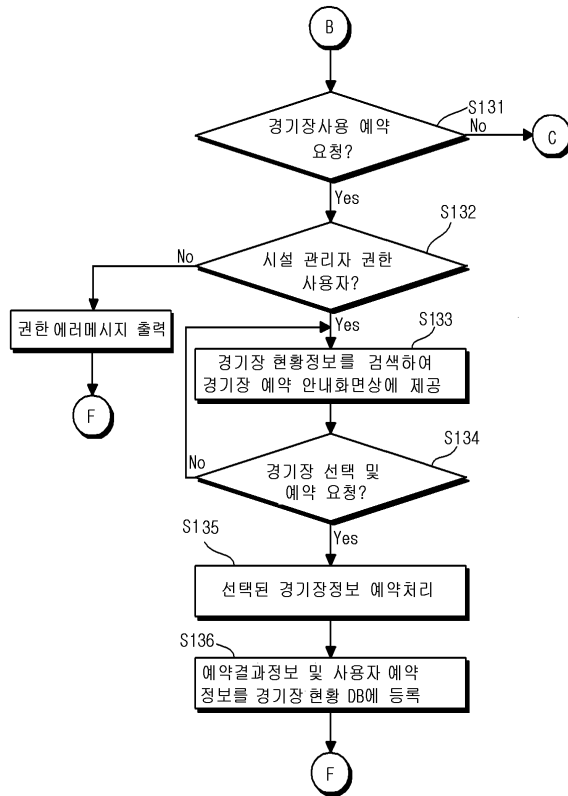 B
S131
경기장사용 예약
요청?
No
C
Yes
S132
시설 관리자 권한
사용자?
No
Yes
권한에러메시지 출력
F
S133
경기장 현황정보를 검색하여
경기장 예약 안내화면상에 제공
S134
경기장 선택 및
예약 요청?
No
Yes
S135
선택된 경기장정보 예약처리
S136
예약결과정보 및 사용자 예약
정보를 경기장 현황 DB에 등록
F